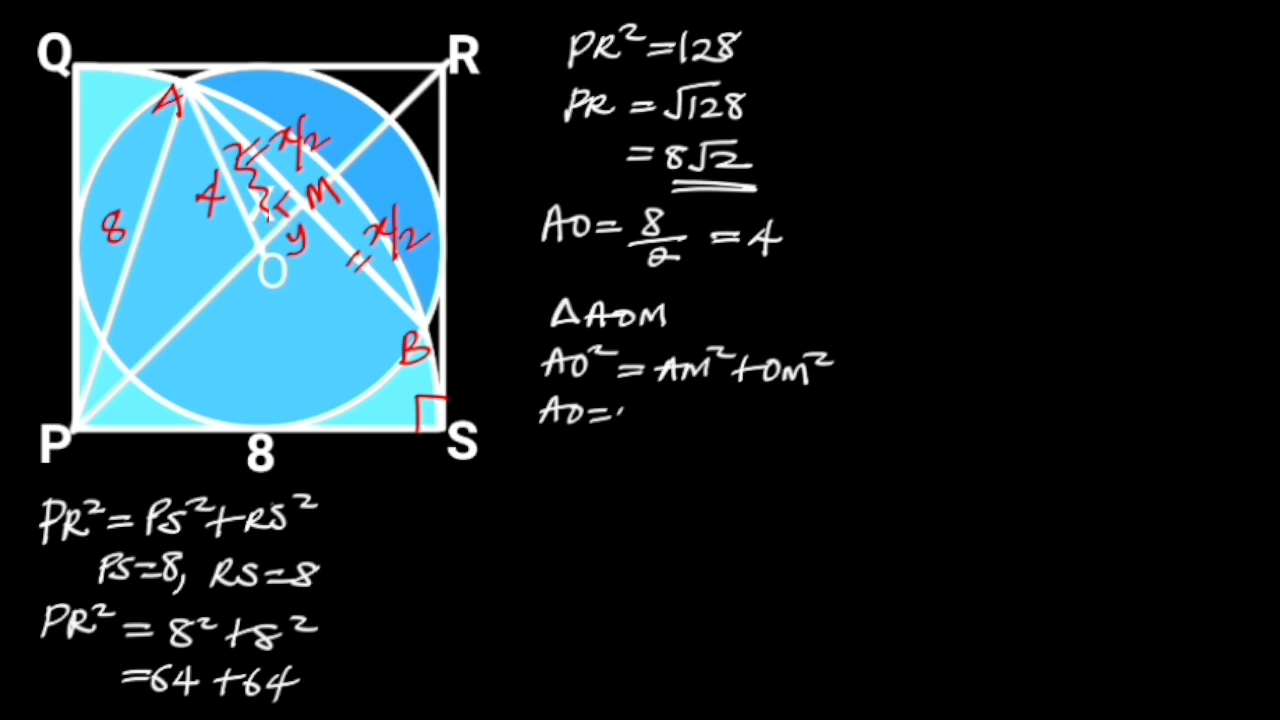 Q
R
A
= x/2
4
M
8
y
= x/2
O
B
P
8
S
PR² = PS² + RS²
PS = 8, RS = 8
PR² = 8² + 8²
= 64 + 64
PR² = 128
PR = √128
= 8√2
AO = 8/2 = 4
△AOM
AO² = AM² + OM²
AO =